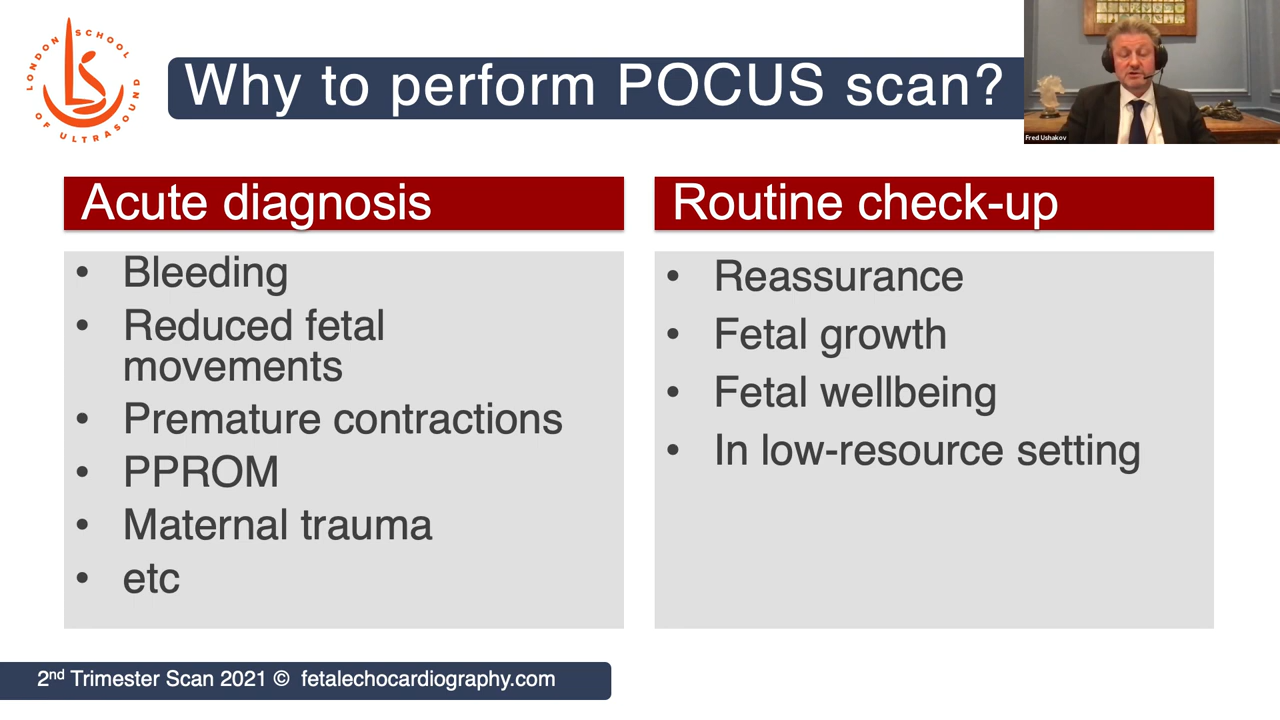 LONDON SCHOOL
OF ULTRASOUND
Why to perform POCUS scan?
Fred Ushakov
Acute diagnosis
• Bleeding
• Reduced fetal
movements
• Premature contractions
• PPROM
• Maternal trauma
• etc
Routine check-up
• Reassurance
• Fetal growth
• Fetal wellbeing
• In low-resource setting
2nd Trimester Scan 2021 © fetalechocardiography.com